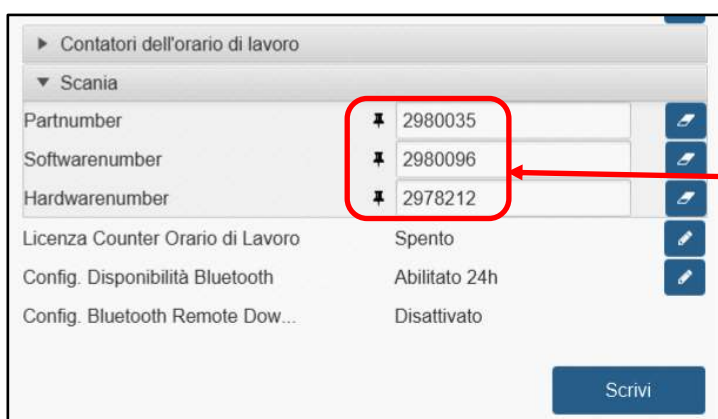 Contatori dell'orario di lavoro
Scania
Partnumber 2980035
Softwarenumber 2980096
Hardwarenumber 2978212
Licenza Counter Orario di Lavoro Spento
Config. Disponibilità Bluetooth Abilitato 24h
Config. Bluetooth Remote Dow... Disattivato
Scrivi